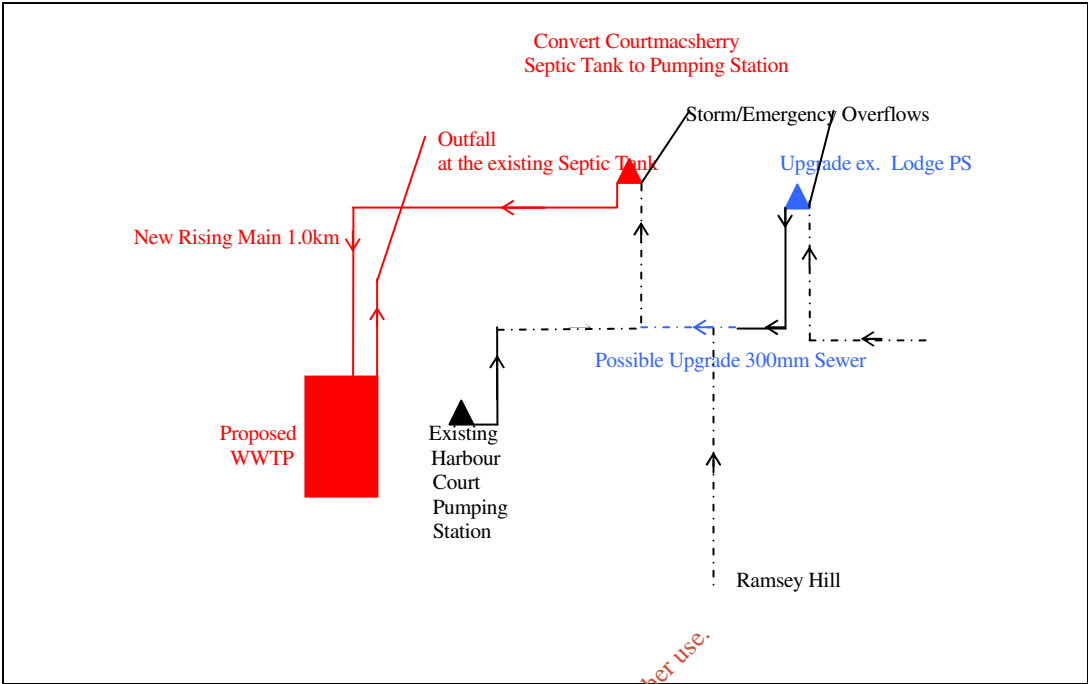 Convert Courtmacsherry
Septic Tank to Pumping Station
Storm/Emergency Overflows
Outfall
at the existing Septic Tank
Upgrade ex. Lodge PS
New Rising Main 1.0km
Possible Upgrade 300mm Sewer
Proposed
WWTP
Existing
Harbour
Court
Pumping
Station
Ramsey Hill
use.